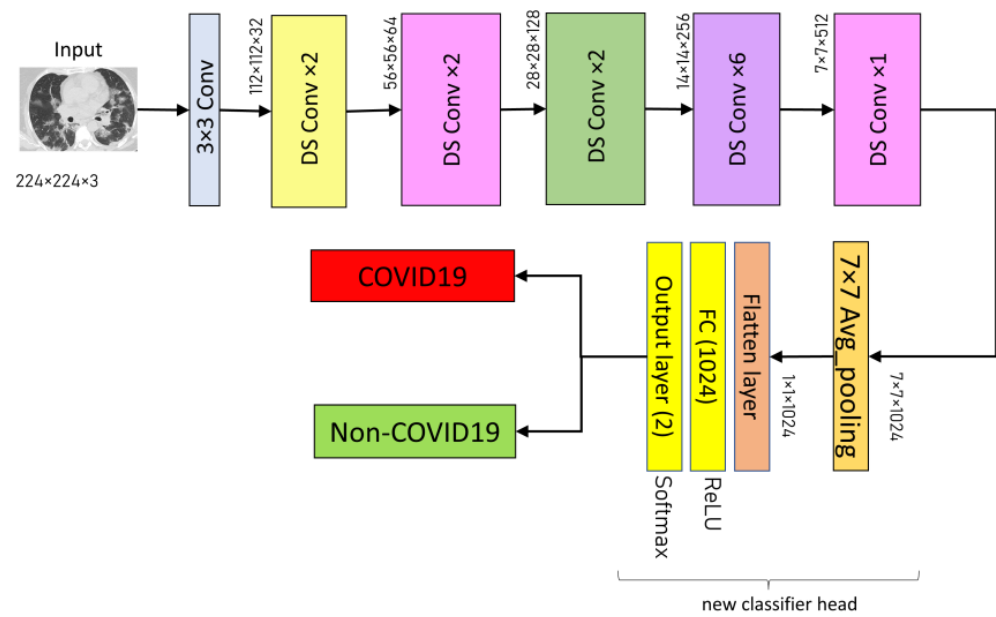 Input
224×224×3
3×3 Conv
112×112×32
DS Conv ×2
56×56×64
DS Conv ×2
28×28×128
DS Conv ×2
14×14×256
DS Conv ×6
7×7×512
DS Conv ×1
7×7×1024
7×7 Avg_pooling
1×1×1024
Flatten layer
FC (1024)
ReLU
Output layer (2)
Softmax
COVID19
Non-COVID19
new classifier head